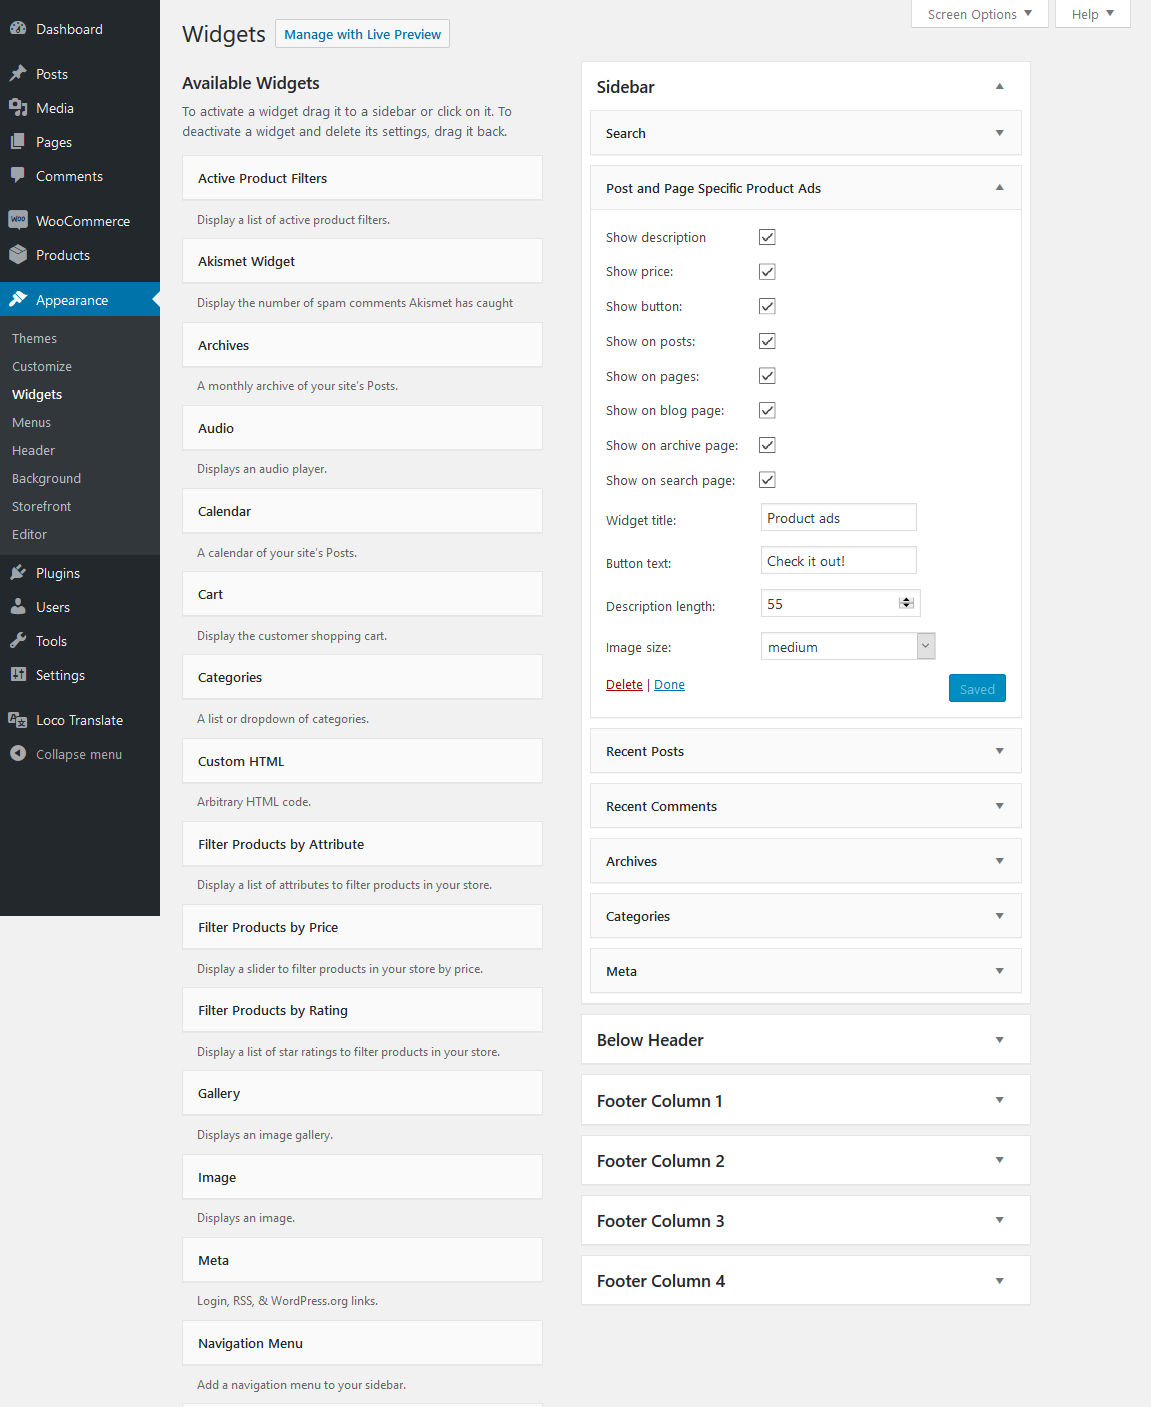 Screen Options
Help
Dashboard
Posts
Media
Pages
Comments
WOO
WooCommerce
Products
Appearance
Themes
Customize
Widgets
Menus
Header
Background
Storefront
Editor
Plugins
Users
Tools
Settings
Loco Translate
Collapse menu
Widgets
Manage with Live Preview
Available Widgets
To activate a widget drag it to a sidebar or click on it. To
deactivate a widget and delete its settings, drag it back.
Active Product Filters
Display a list of active product filters.
Akismet Widget
Display the number of spam comments Akismet has caught
Archives
A monthly archive of your site's Posts.
Audio
Displays an audio player.
Calendar
A calendar of your site's Posts.
Cart
Display the customer shopping cart.
Categories
A list or dropdown of categories.
Custom HTML
Arbitrary HTML code.
Filter Products by Attribute
Display a list of attributes to filter products in your store.
Filter Products by Price
Display a slider to filter products in your store by price.
Filter Products by Rating
Display a list of star ratings to filter products in your store.
Gallery
Displays an image gallery.
Image
Displays an image.
Meta
Login, RSS, & WordPress.org links.
Navigation Menu
Add a navigation menu to your sidebar.
Sidebar
Search
Post and Page Specific Product Ads
Show description
Show price:
Show button:
Show on posts:
Show on pages:
Show on blog page:
Show on archive page:
Show on search page:
Widget title: Product ads
Button text: Check it out!
Description length: 55
Image size: medium
Delete | Done Saved
Recent Posts
Recent Comments
Archives
Categories
Meta
Below Header
Footer Column 1
Footer Column 2
Footer Column 3
Footer Column 4